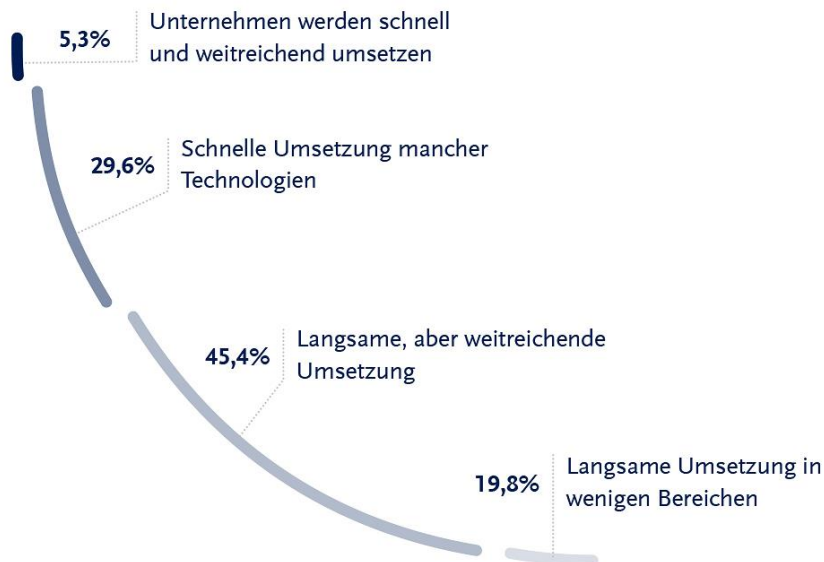 5,3%
Unternehmen werden schnell
und weitreichend umsetzen
29,6%
Schnelle Umsetzung mancher
Technologien
45,4%
Langsame, aber weitreichende
Umsetzung
19,8%
Langsame Umsetzung in
wenigen Bereichen